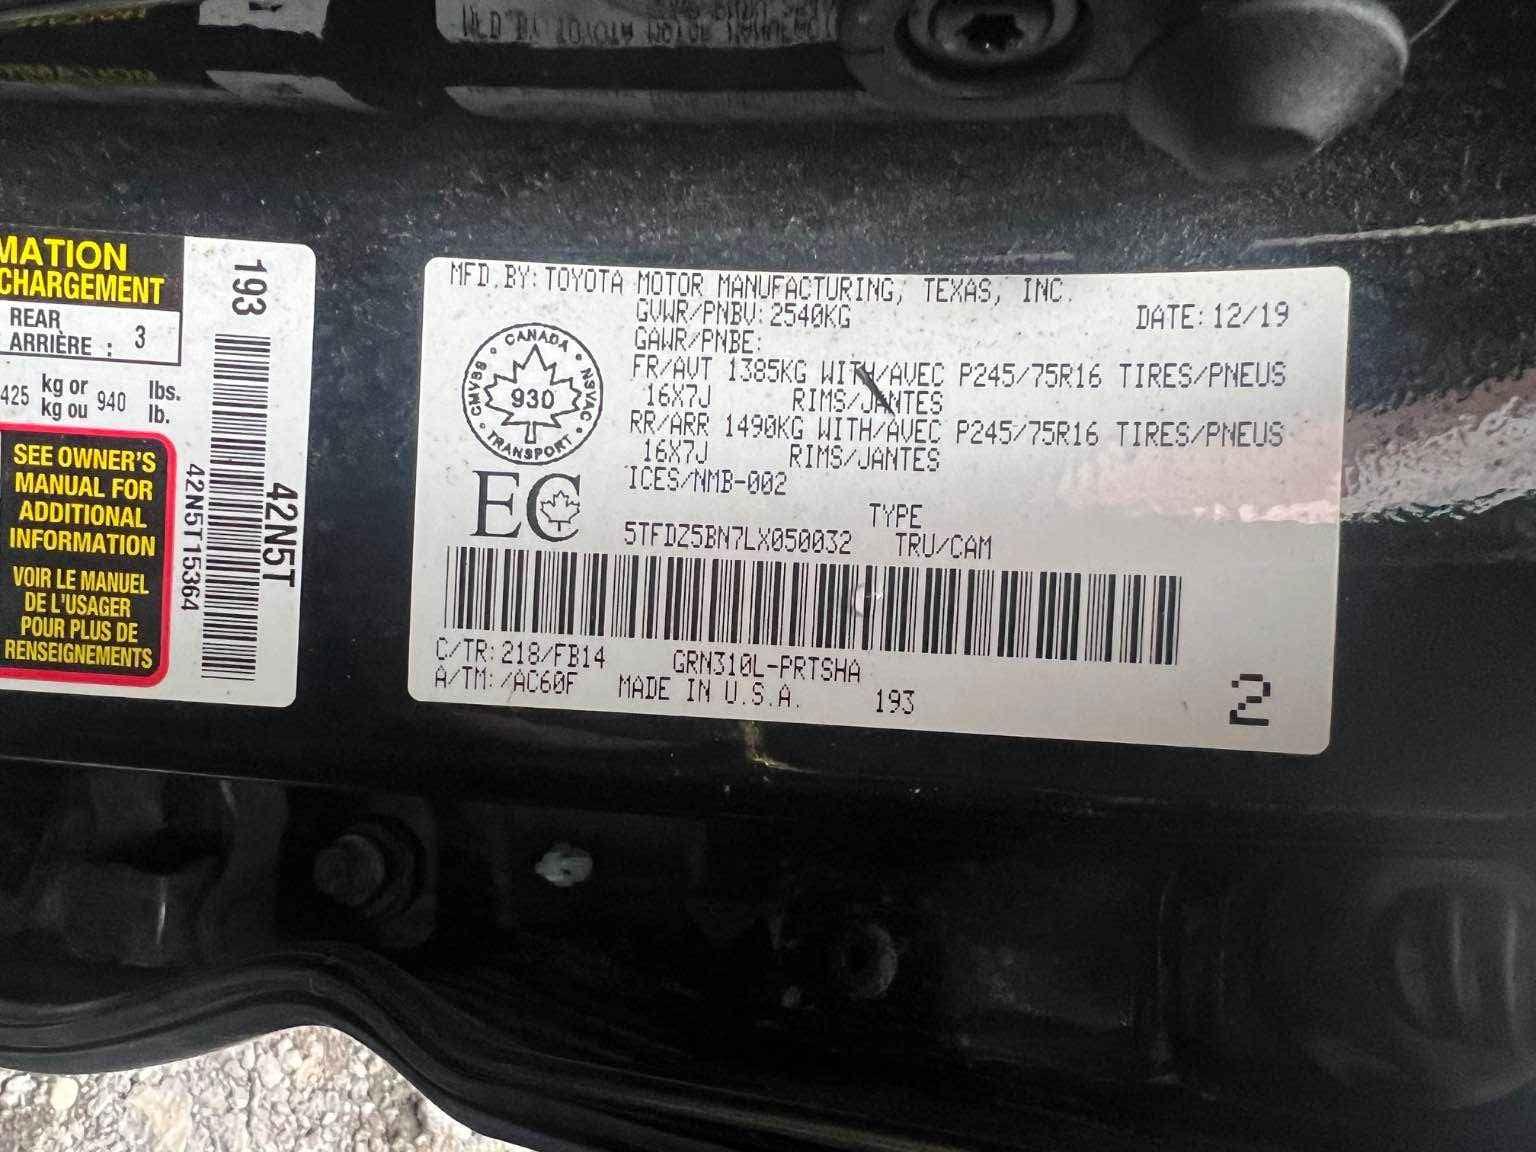 MATION
CHARGEMENT
REAR
ARRIÈRE : 3
425 kg or 940 lbs.
kg ou lb.
SEE OWNER'S
MANUAL FOR
ADDITIONAL
INFORMATION
VOIR LE MANUEL
DE L'USAGER
POUR PLUS DE
RENSEIGNEMENTS
193
42N5T
42N5T15364
MFD.BY:TOYOTA MOTOR MANUFACTURING, TEXAS, INC.
GVWR/PNBV:2540KG DATE:12/19
GAWR/PNBE:
FR/AVT 1385KG WITH/AVEC P245/75R16 TIRES/PNEUS
16X7J RIMS/JANTES
RR/ARR 1490KG WITH/AVEC P245/75R16 TIRES/PNEUS
16X7J RIMS/JANTES
ICES/NMB-002
CANADA
CMVSS 930 NSVAC
TRANSPORT
EC
TYPE
5TFDZ5BN7LX050032 TRU/CAM
C/TR:218/FB14 GRN310L-PRTSHA
A/TM:/AC60F MADE IN U.S.A. 193
2